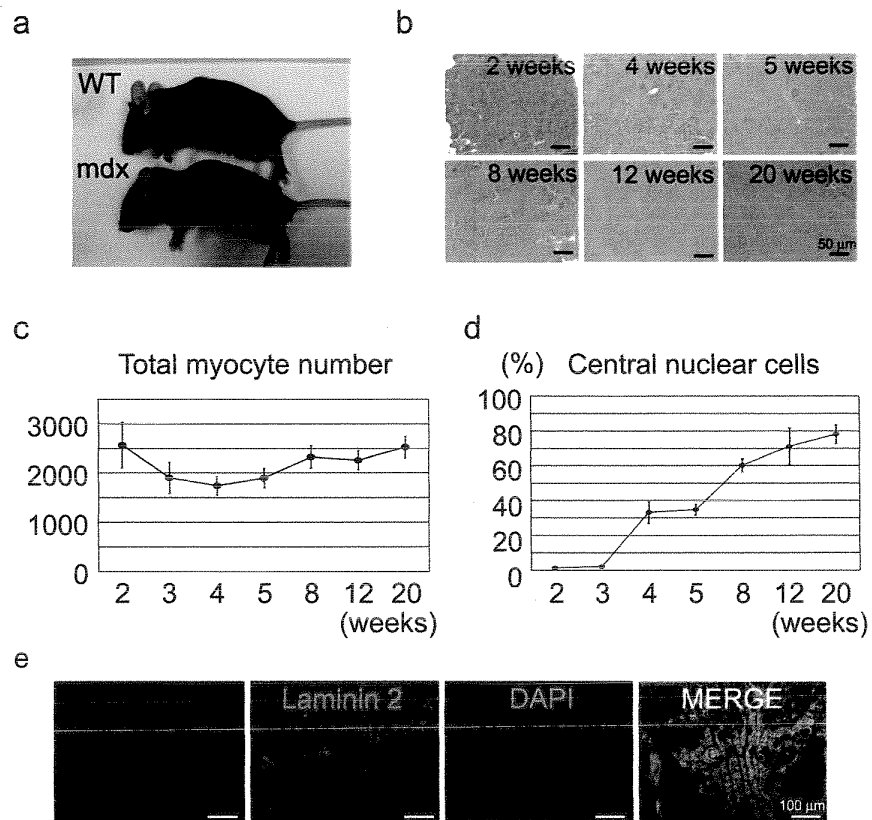 a
WT
mdx
b
2 weeks
4 weeks
5 weeks
8 weeks
12 weeks
20 weeks
50 μm
c
Total myocyte number
3000
2000
1000
0
2 3 4 5 8 12 20
(weeks)
d
(%) Central nuclear cells
100
80
60
40
20
0
2 3 4 5 8 12 20
(weeks)
e
Laminin 2
DAPI
MERGE
100 μm